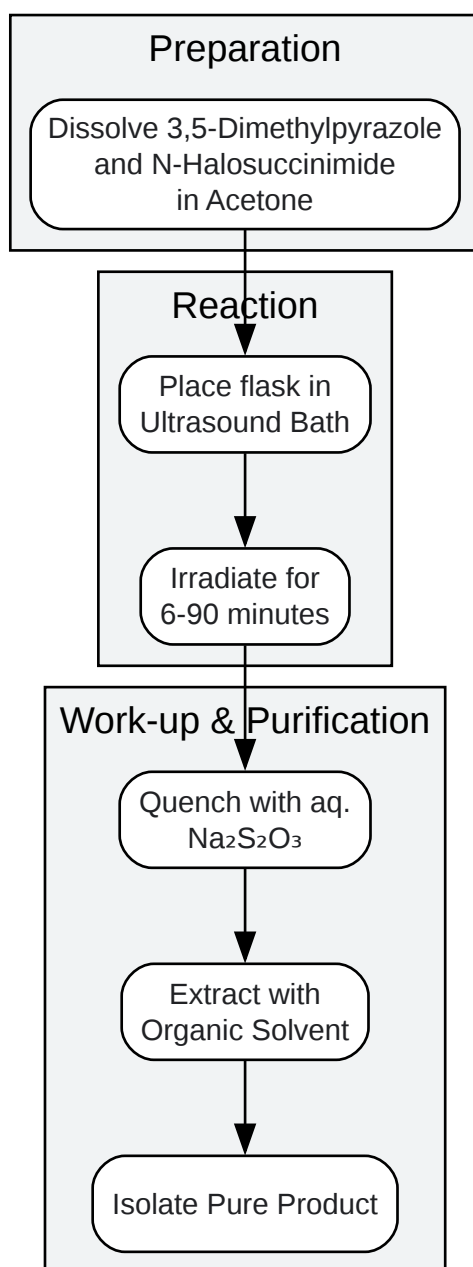 Preparation
Dissolve 3,5-Dimethylpyrazole
and N-Halosuccinimide
in Acetone
Reaction
Place flask in
Ultrasound Bath
Irradiate for
6-90 minutes
Work-up & Purification
Quench with aq.
Na₂S₂O₃
Extract with
Organic Solvent
Isolate Pure Product